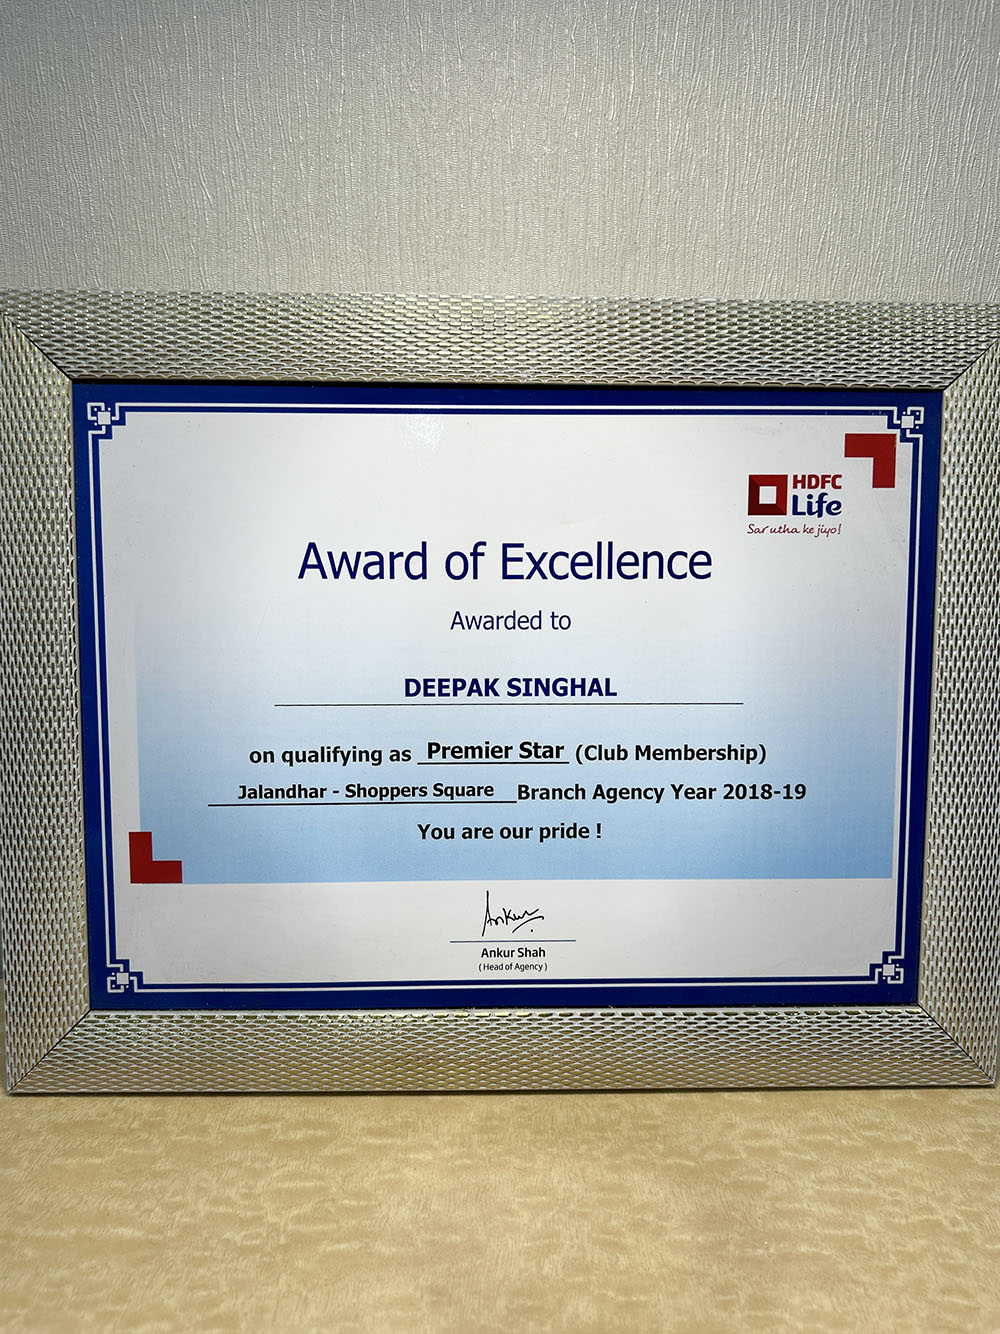 HDFC
Life
Sar utha ke jiyo!
Award of Excellence
Awarded to
DEEPAK SINGHAL
on qualifying as Premier Star (Club Membership)
Jalandhar - Shoppers Square Branch Agency Year 2018-19
You are our pride !
Ankur
Ankur Shah
( Head of Agency )